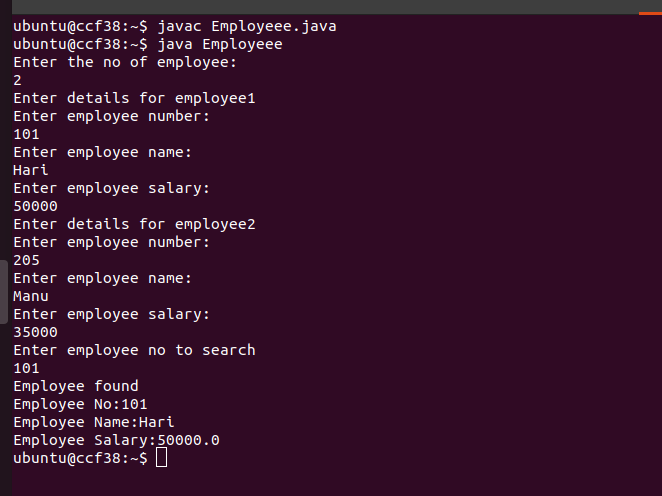 ubuntu@ccf38:~$ javac Employeee.java
ubuntu@ccf38:~$ java Employeee
Enter the no of employee:
2
Enter details for employee1
Enter employee number:
101
Enter employee name:
Hari
Enter employee salary:
50000
Enter details for employee2
Enter employee number:
205
Enter employee name:
Manu
Enter employee salary:
35000
Enter employee no to search
101
Employee found
Employee No:101
Employee Name:Hari
Employee Salary:50000.0
ubuntu@ccf38:~$